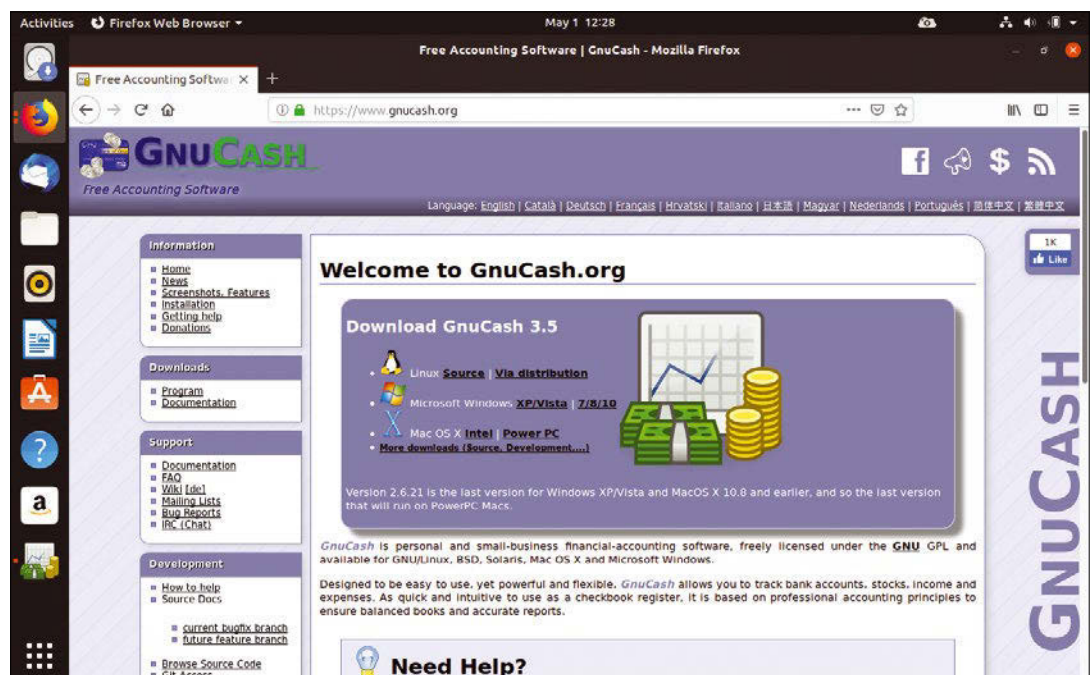 Activities
Firefox Web Browser
May 1 12:28
Free Accounting Software | GnuCash - Mozilla Firefox
Free Accounting Softwa
https://www.gnucash.org
GNUCASH
Free Accounting Software
Language: English | Català | Deutsch | Français | Hrvatski | Italiano |日本語 | Magyar | Nederlands | Português | 简体中文 | 繁體中文
Information
Home
News
Screenshots, Features
Installation
Getting help
Donations
Downloads
Program
Documentation
Support
Documentation
FAQ
Wiki [de]
Mailing Lists
Bug Reports
IRC (Chat)
Development
How to help
Source Docs
current bugfix branch
future feature branch
Browse Source Code
Git Access
Welcome to GnuCash.org
Download GnuCash 3.5
Linux Source | Via distribution
Microsoft Windows XP/Vista | 7/8/10
Mac OS X Intel | Power PC
More downloads (Source, Development,...)
Version 2.6.21 is the last version for Windows XP/Vista and MacOS X 10.8 and earlier, and so the last version
that will run on PowerPC Macs.
GnuCash is personal and small-business financial-accounting software, freely licensed under the GNU GPL and
available for GNU/Linux, BSD, Solaris, Mac OS X and Microsoft Windows.
Designed to be easy to use, yet powerful and flexible, GnuCash allows you to track bank accounts, stocks, income and
expenses. As quick and intuitive to use as a checkbook register, it is based on professional accounting principles to
ensure balanced books and accurate reports.
Need Help?
1K
Like
GNUCASH